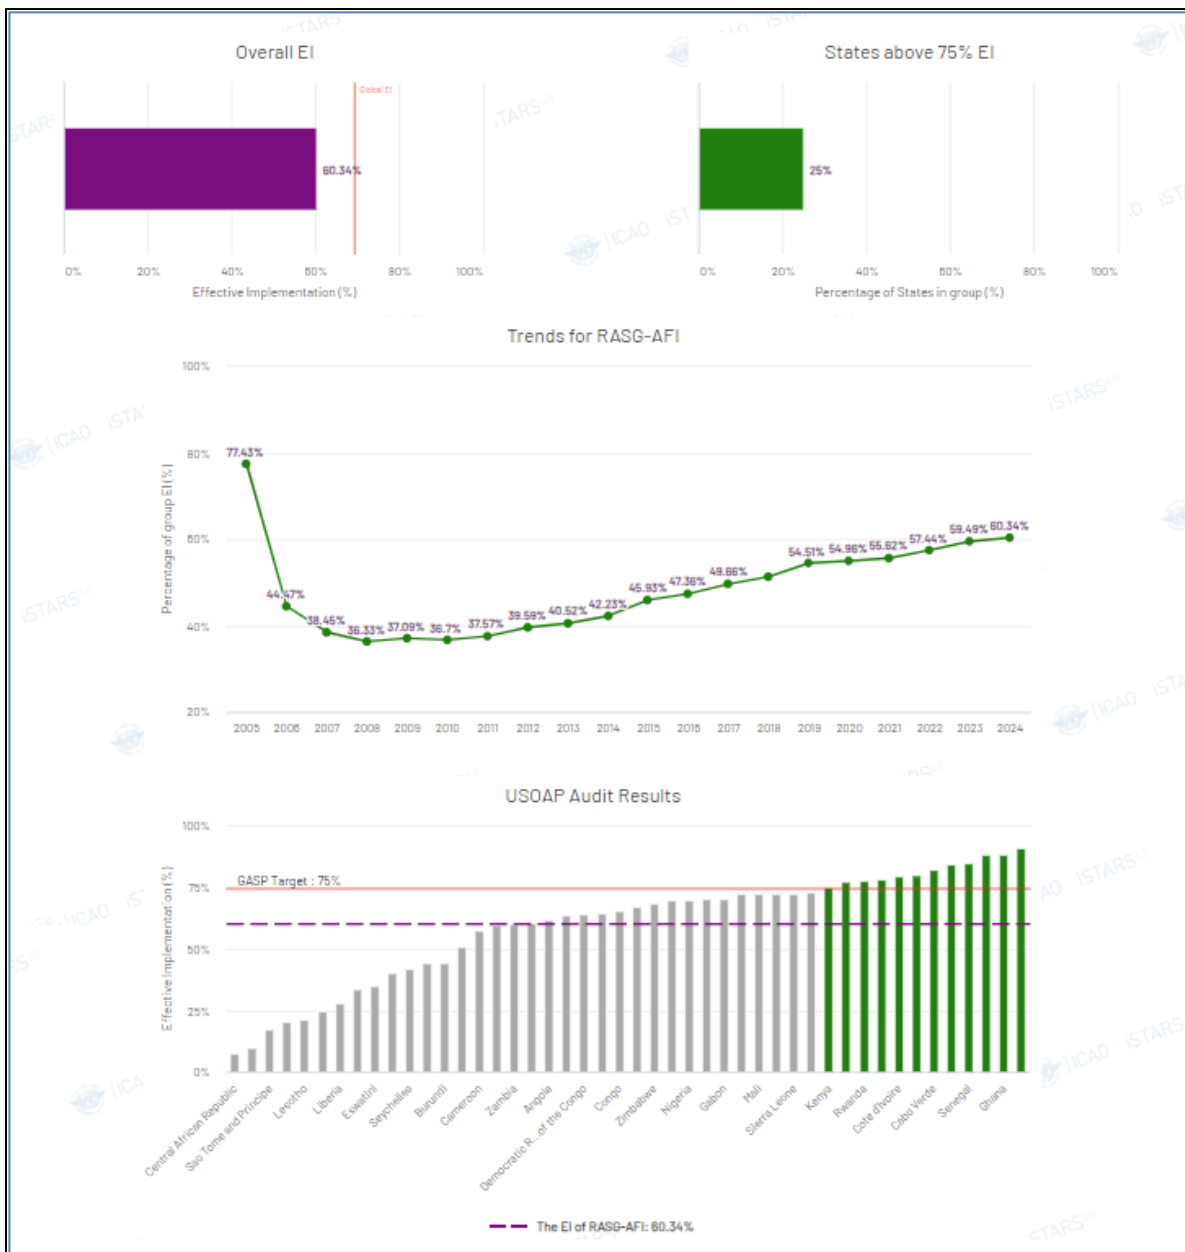 Overall EI
States above 75% EI
Global EI
60.34%
25%
0% 20% 40% 60% 80% 100%
0% 20% 40% 60% 80% 100%
Effective Implementation (%)
Percentage of States in group (%)
Trends for RASG-AFI
Percentage of group EI (%)
100%
80%
60%
40%
20%
77.43%
44.47%
38.45%
36.33%
37.09%
36.7%
37.57%
39.59%
40.52%
42.23%
45.93%
47.36%
49.66%
54.51%
54.96%
55.62%
57.44%
59.49%
60.34%
2005 2006 2007 2008 2009 2010 2011 2012 2013 2014 2015 2016 2017 2018 2019 2020 2021 2022 2023 2024
USOAP Audit Results
Effective Implementation (%)
100%
75%
50%
25%
0%
GASP Target : 75%
Central African Republic
Sao Tome and Principe
Lesotho
Liberia
Eswatini
Seychelles
Burundi
Cameroon
Zambia
Angola
Democratic R...of the Congo
Congo
Zimbabwe
Nigeria
Gabon
Mali
Sierra Leone
Kenya
Rwanda
Cote d'Ivoire
Cabo Verde
Senegal
Ghana
The EI of RASG-AFI: 60.34%